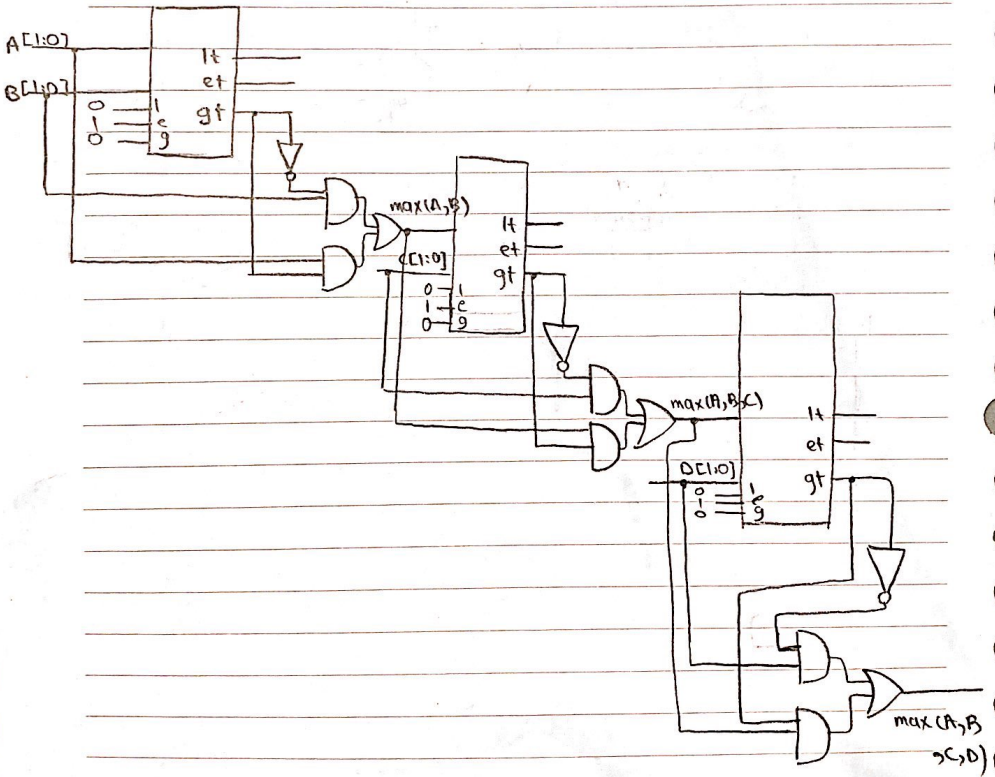 A[1:0]
B[1:0]
0 l
1 e
0 g
lt
et
gt
max(A,B)
C[1:0]
0 l
1 e
0 g
lt
et
gt
max(A,B,C)
D[1:0]
0 l
1 e
0 g
lt
et
gt
max(A,B
,C,D)